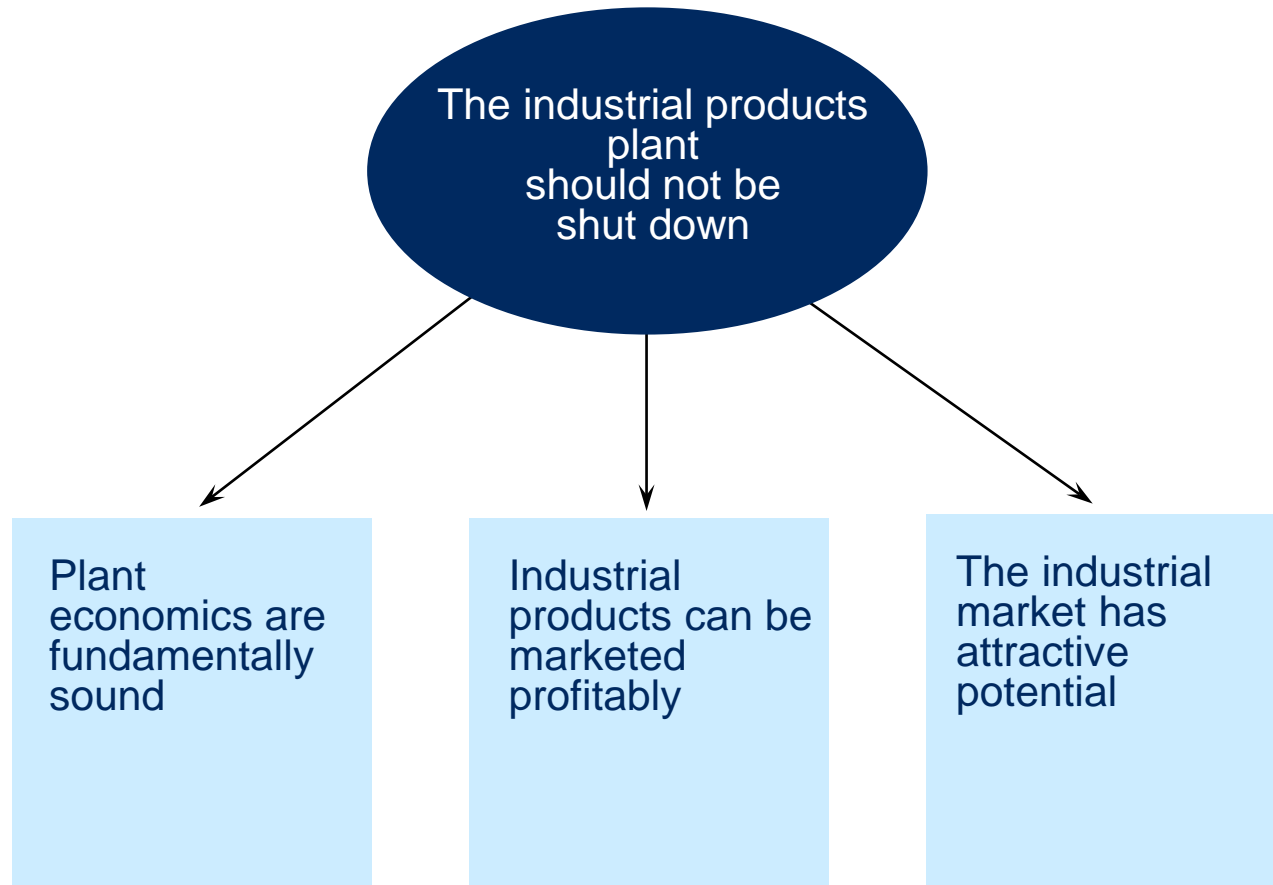 The industrial products
plant
should not be
shut down
Plant
economics are
fundamentally
sound
Industrial
products can be
marketed
profitably
The industrial
market has
attractive
potential